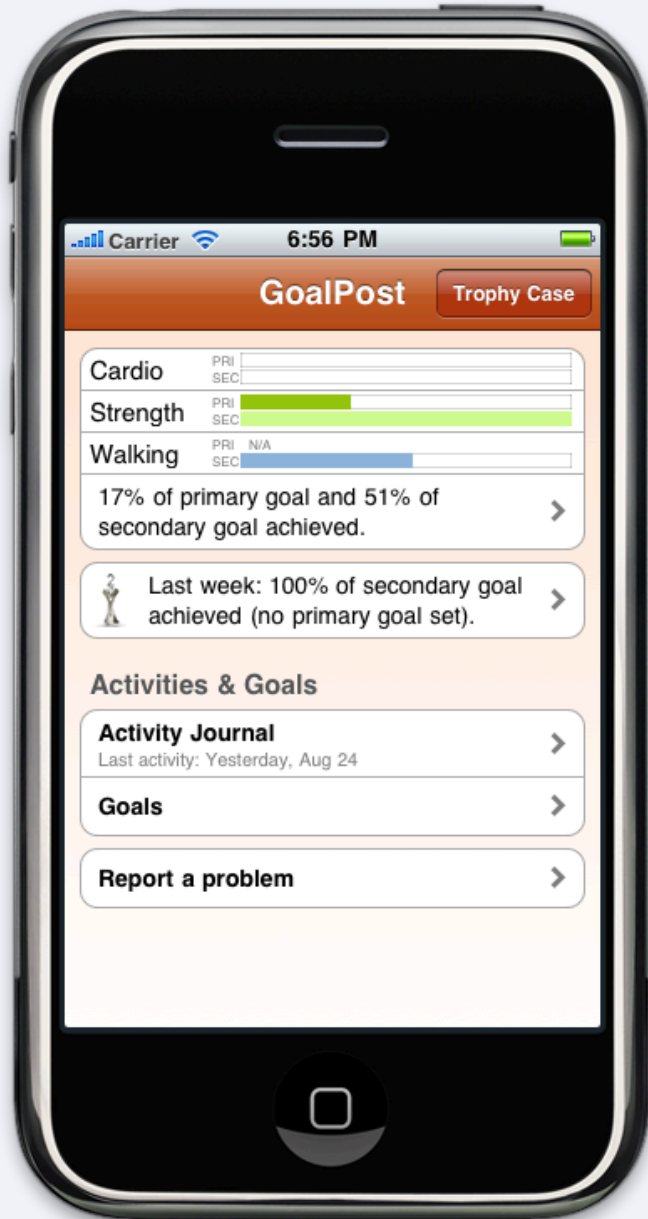 Carrier 6:56 PM
GoalPost Trophy Case
Cardio PRI
SEC
Strength PRI
SEC
Walking PRI N/A
SEC
17% of primary goal and 51% of
secondary goal achieved.
Last week: 100% of secondary goal
achieved (no primary goal set).
Activities & Goals
Activity Journal
Last activity: Yesterday, Aug 24
Goals
Report a problem